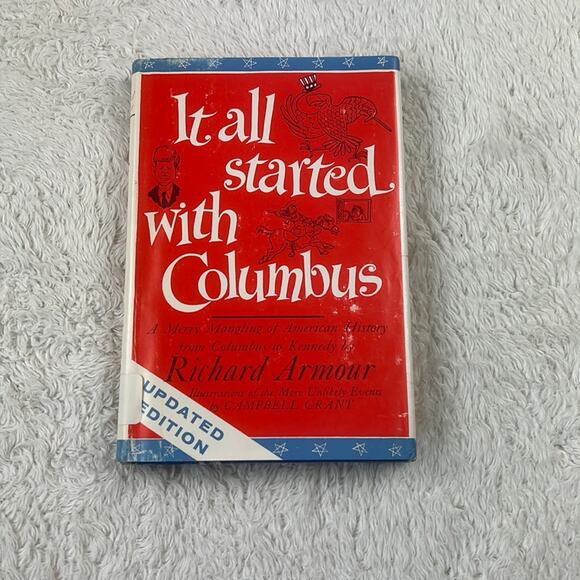 It all
started
with
Columbus
A Merry Mangling of American History
from Columbus to Kennedy by
Richard Armour
Illustrations of the More Unlikely Events
by CAMPBELL GRANT
UPDATED
EDITION